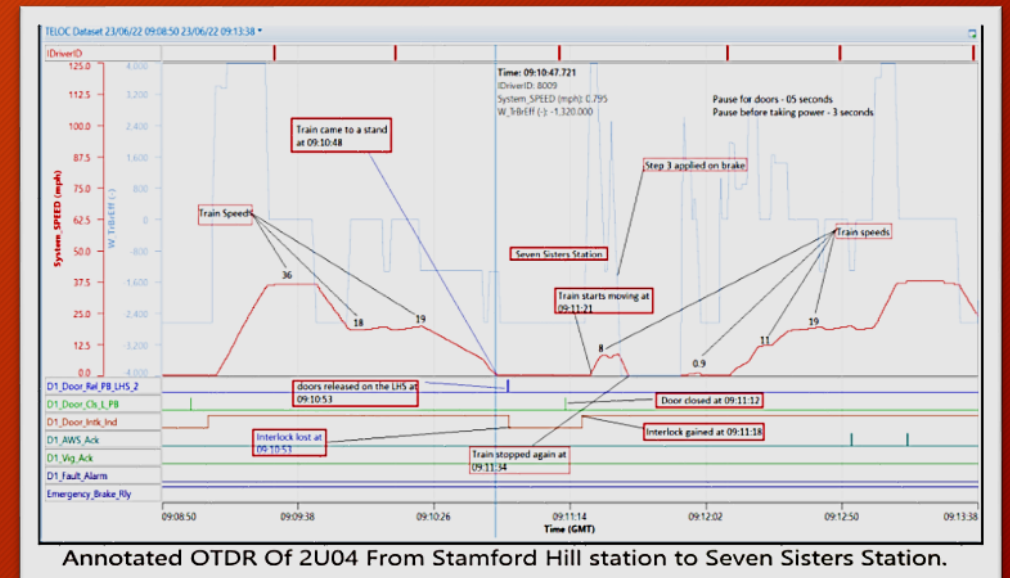 TELOC Dataset 23/06/22 09:08:50 23/06/22 09:13:38
IDriverID
125.0
112.5
100.0
87.5
75.0
62.5
50.0
37.5
25.0
12.5
0.0
System_SPEED (mph)
4,000
3,200
2,400
1,600
800
0
-800
-1,600
-2,400
-3,200
-4,000
W_TrBrEff (-)
Time: 09:10:47.721
IDriverID: 8009
System_SPEED (mph): 0.795
W_TrBrEff (-): -1,320.000
Pause for doors - 05 seconds
Pause before taking power - 3 seconds
Train came to a stand
at 09:10:48
Step 3 applied on brake
Train Speeds
Train speeds
Seven Sisters Station
Train starts moving at
09:11:21
36
18
19
8
0.9
11
19
D1_Door_Rel_PB_LHS_2
doors released on the LHS at
09:10:53
D1_Door_Cls_L_PB
Door closed at 09:11:12
D1_Door_Intk_Ind
Interlock lost at
09:10:53
Interlock gained at 09:11:18
D1_AWS_Ack
D1_Vig_Ack
Train stopped again at
09:11:34
D1_Fault_Alarm
Emergency_Brake_Rly
09:08:50
09:09:38
09:10:26
09:11:14
09:12:02
09:12:50
09:13:38
Time (GMT)
Annotated OTDR Of 2U04 From Stamford Hill station to Seven Sisters Station.